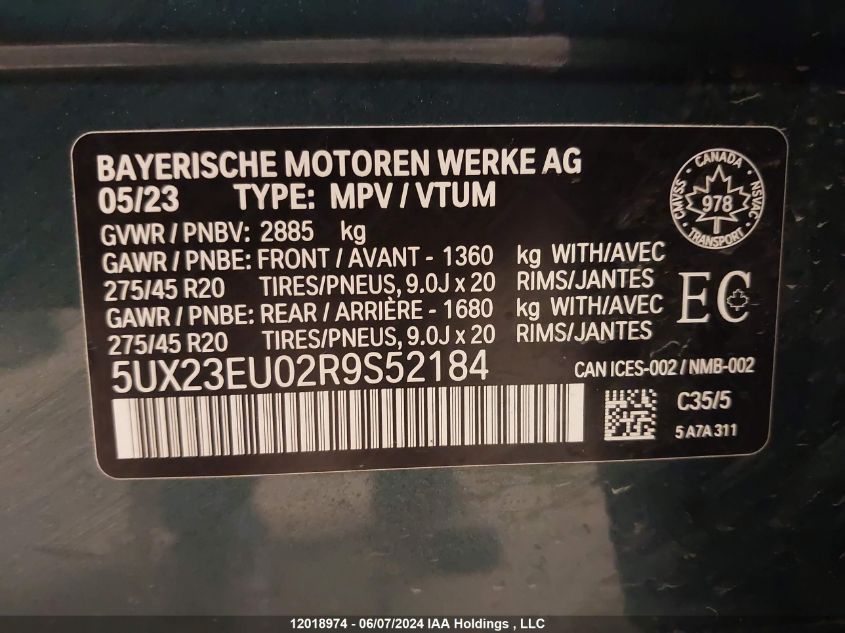 BAYERISCHE MOTOREN WERKE AG
05/23 TYPE: MPV / VTUM
GVWR / PNBV: 2885 kg
GAWR / PNBE: FRONT / AVANT - 1360 kg WITH/AVEC
275/45 R20 TIRES/PNEUS, 9.0J x 20 RIMS/JANTES
GAWR / PNBE: REAR / ARRIÈRE - 1680 kg WITH/AVEC
275/45 R20 TIRES/PNEUS, 9.0J x 20 RIMS/JANTES
CANADA
CMVSS 978 NSVAC
TRANSPORT
EC
5UX23EU02R9S52184
CAN ICES-002 / NMB-002
C35/5
5 A7A 311
12018974 - 06/07/2024 IAA Holdings , LLC